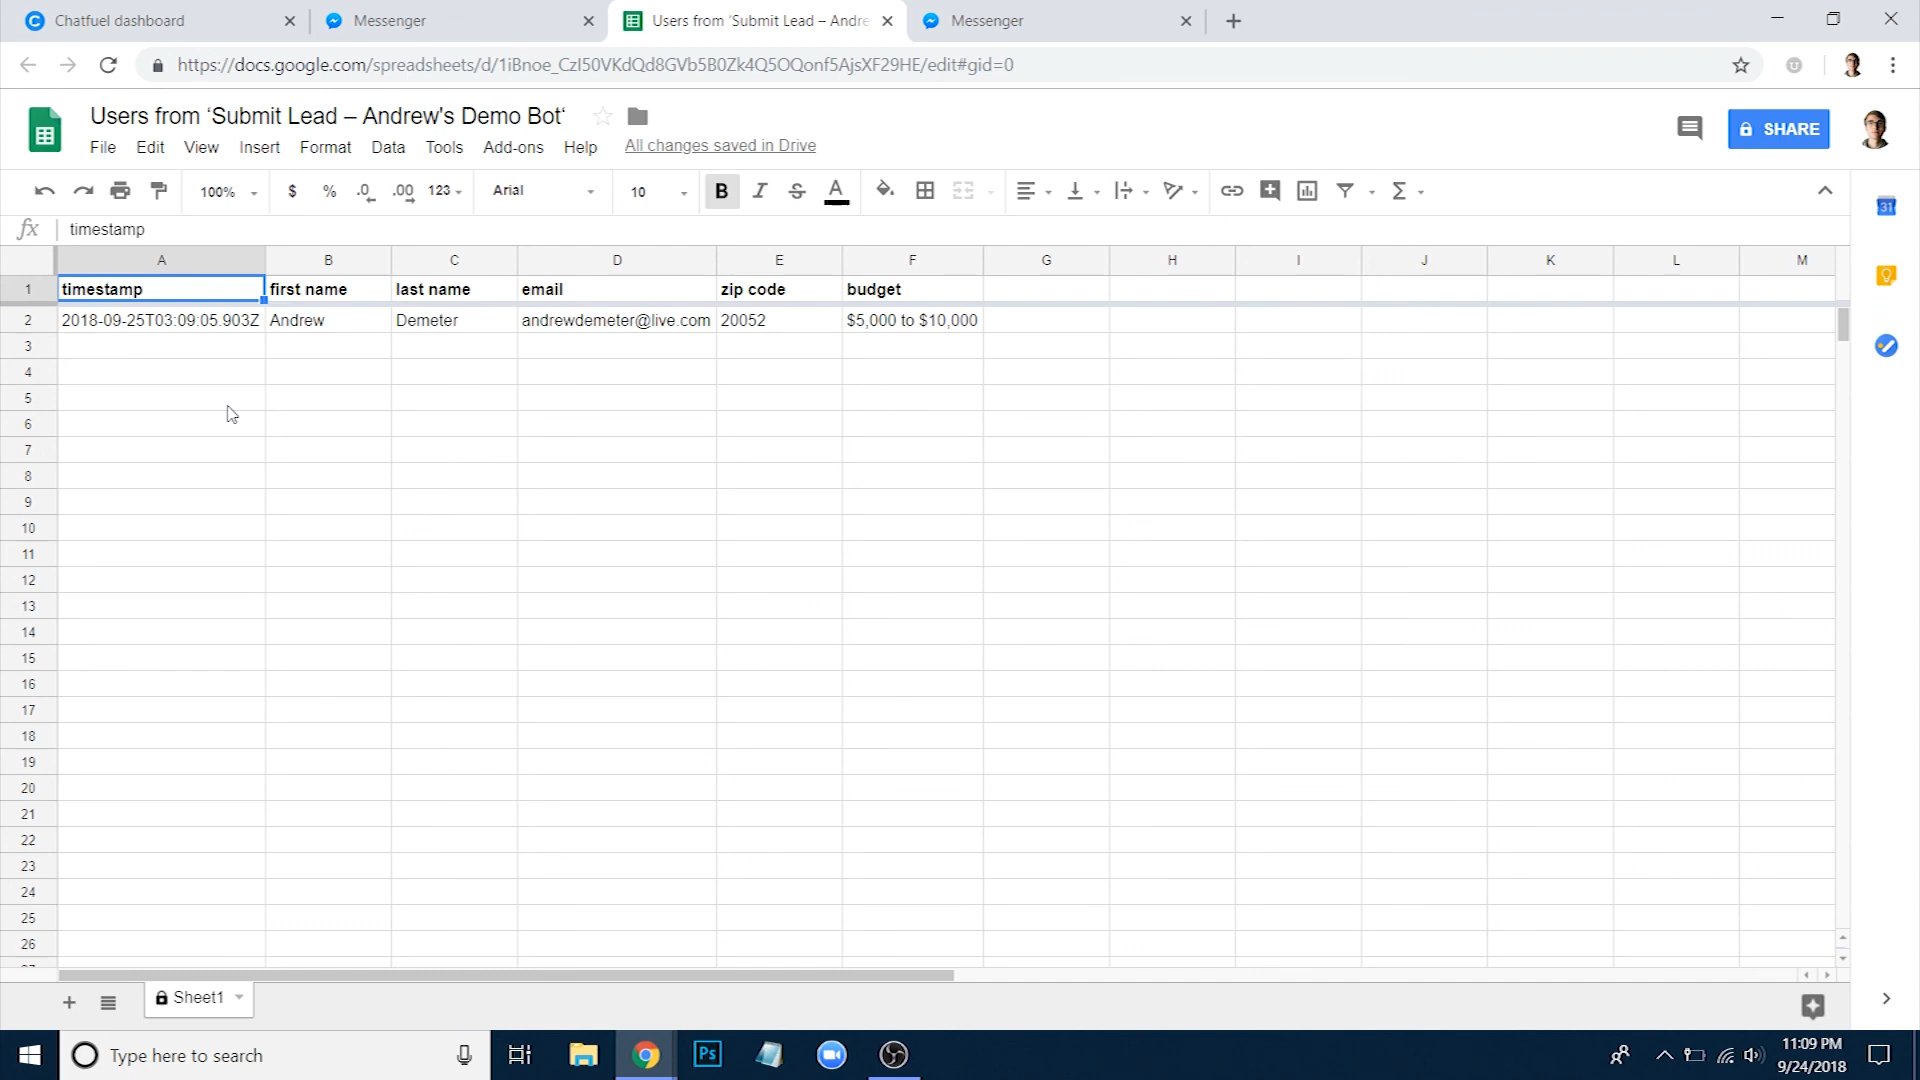 Chatfuel dashboard
Messenger
Users from ‘Submit Lead – Andre
Messenger
https://docs.google.com/spreadsheets/d/1iBnoe_CzI50VKdQd8GVb5B0Zk4Q5OQonf5AjsXF29HE/edit#gid=0
Users from ‘Submit Lead – Andrew's Demo Bot‘
File Edit View Insert Format Data Tools Add-ons Help All changes saved in Drive
SHARE
100% $ % .0 .00 123 Arial 10 B I S A Σ
31
fx timestamp
A B C D E F G H I J K L M
1 timestamp first name last name email zip code budget
2 2018-09-25T03:09:05.903Z Andrew Demeter andrewdemeter@live.com 20052 $5,000 to $10,000
3
4
5
6
7
8
9
10
11
12
13
14
15
16
17
18
19
20
21
22
23
24
25
26
Sheet1
Type here to search
Ps
11:09 PM
9/24/2018